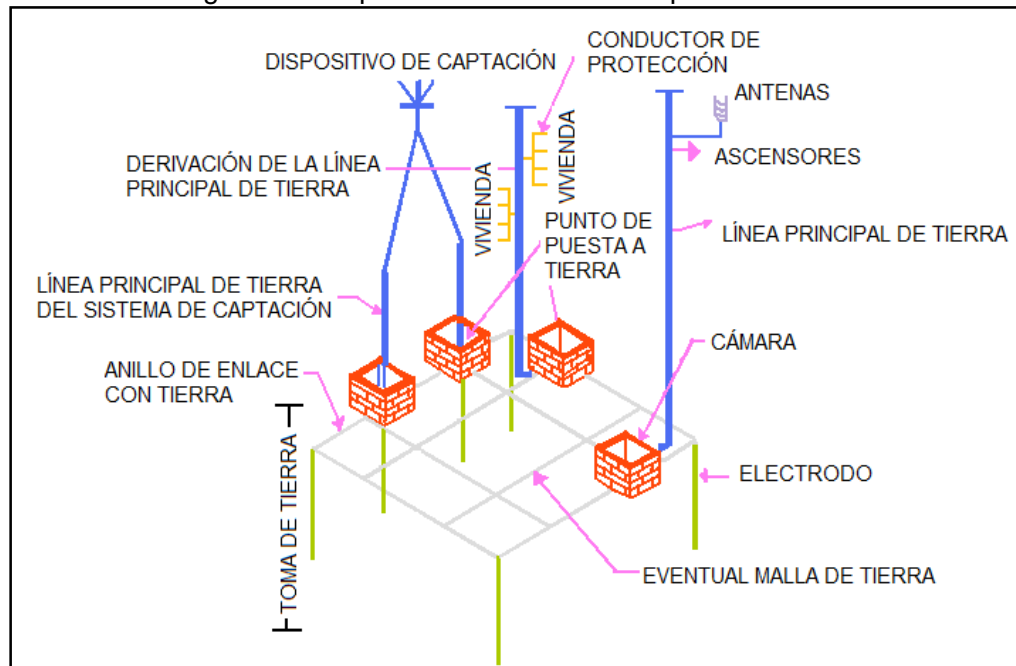 DISPOSITIVO DE CAPTACIÓN
CONDUCTOR DE
PROTECCIÓN
ANTENAS
ASCENSORES
DERIVACIÓN DE LA LÍNEA
PRINCIPAL DE TIERRA
VIVIENDA
VIVIENDA
PUNTO DE
PUESTA A
TIERRA
LÍNEA PRINCIPAL DE TIERRA
LÍNEA PRINCIPAL DE TIERRA
DEL SISTEMA DE CAPTACIÓN
CÁMARA
ANILLO DE ENLACE
CON TIERRA
TOMA DE TIERRA
ELECTRODO
EVENTUAL MALLA DE TIERRA